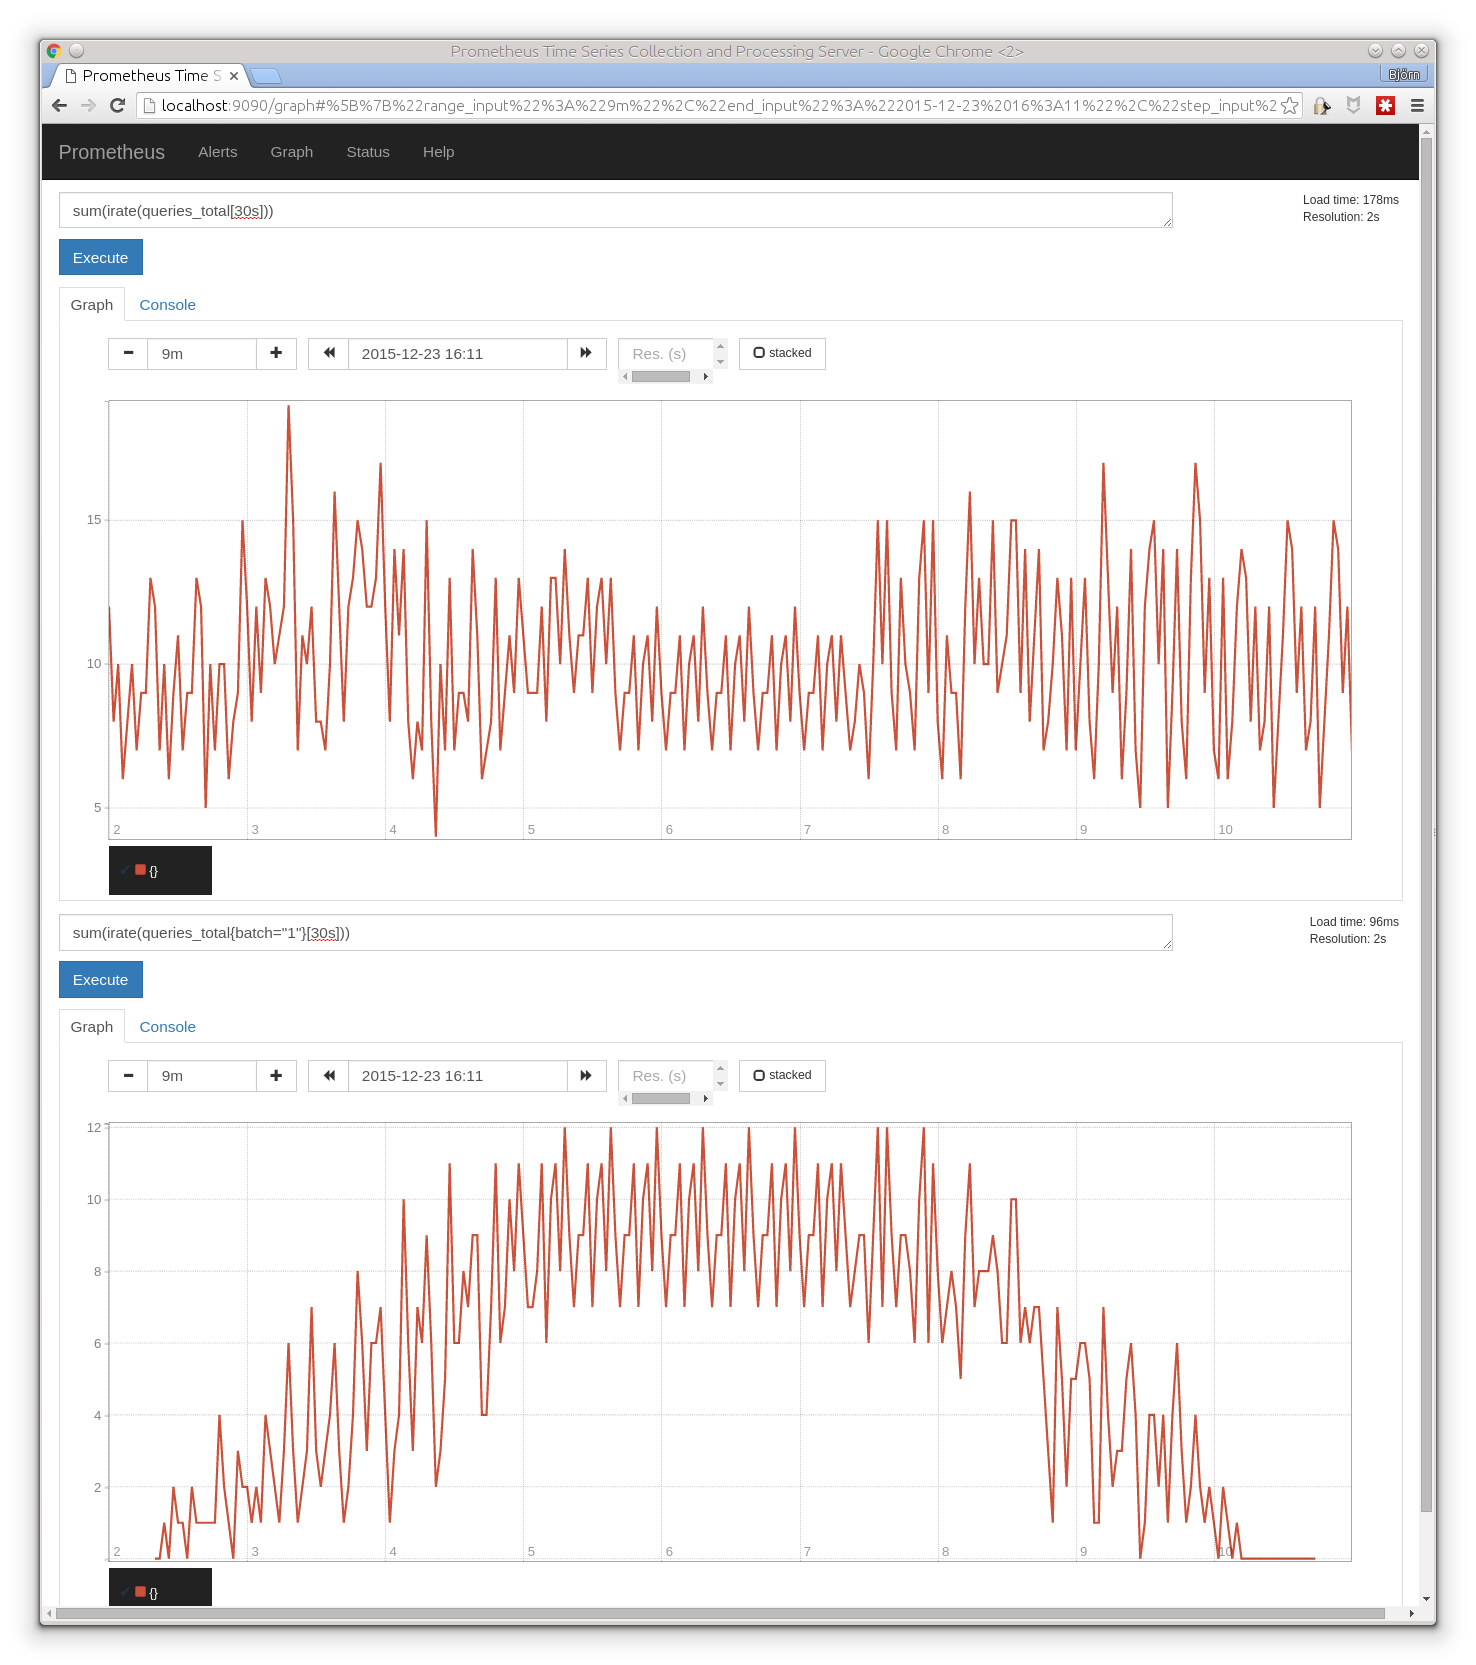 Prometheus Time Series Collection and Processing Server - Google Chrome <2>
Prometheus Time S
Björn
localhost:9090/graph#%5B%7B%22range_input%22%3A%229m%22%2C%22end_input%22%3A%222015-12-23%2016%3A11%22%2C%22step_input%2
Prometheus Alerts Graph Status Help
sum(irate(queries_total[30s]))
Load time: 178ms
Resolution: 2s
Execute
Graph Console
9m 2015-12-23 16:11 Res. (s) stacked
15
10
5
2 3 4 5 6 7 8 9 10
{}
sum(irate(queries_total{batch="1"}[30s]))
Load time: 96ms
Resolution: 2s
Execute
Graph Console
9m 2015-12-23 16:11 Res. (s) stacked
12
10
8
6
4
2
2 3 4 5 6 7 8 9 10
{}